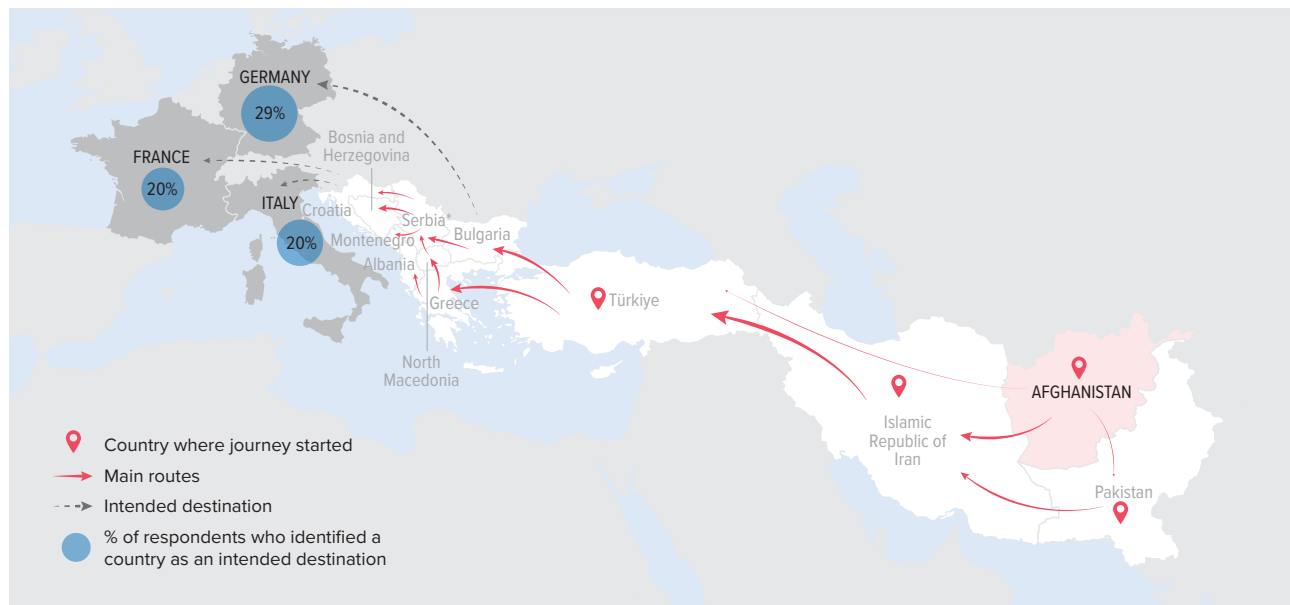 GERMANY
29%
Bosnia and
Herzegovina
FRANCE
20%
ITALY
Croatia
20%
Serbia*
Montenegro
Bulgaria
Albania
Greece
Türkiye
North
Macedonia
AFGHANISTAN
Islamic
Republic of
Iran
Pakistan
Country where journey started
Main routes
Intended destination
% of respondents who identified a
country as an intended destination